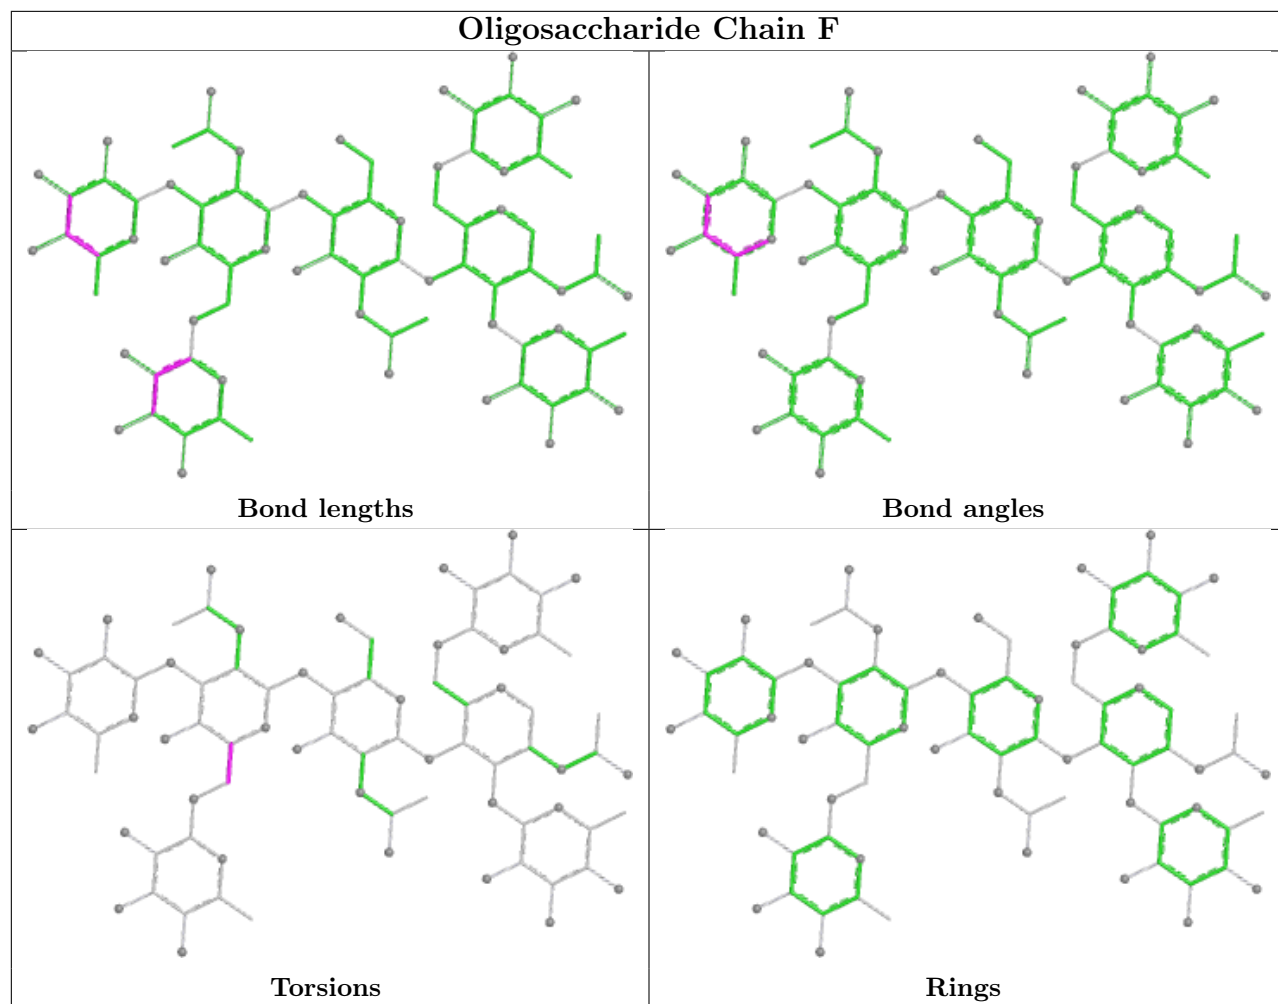 Oligosaccharide Chain F
Bond lengths
Bond angles
Torsions
Rings